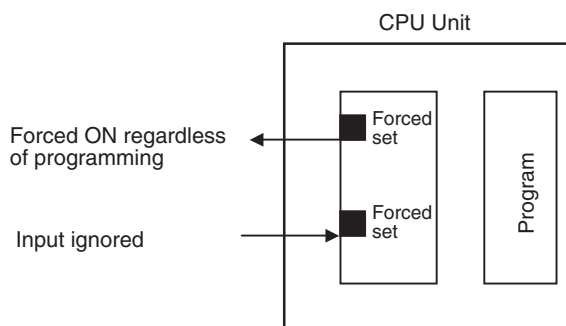 CPU Unit
Forced
set
Forced ON regardless
of programming
Forced
set
Input ignored
Program